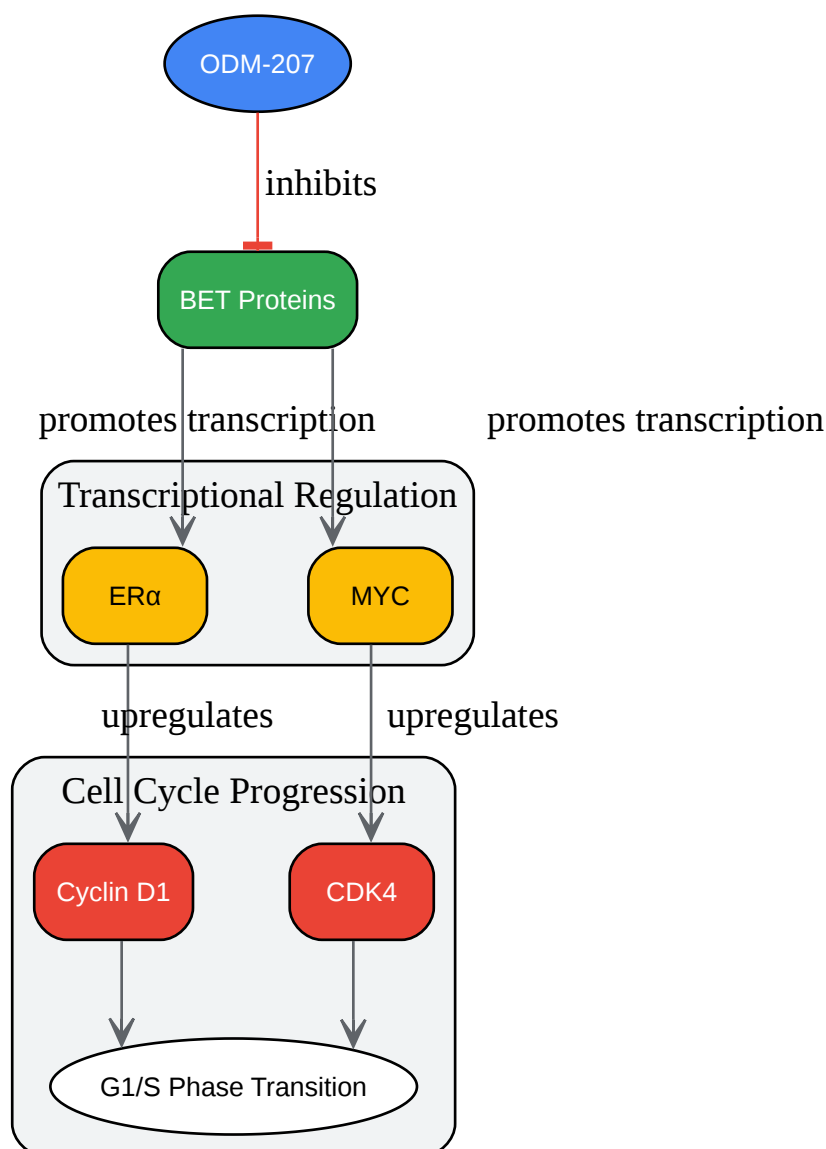 ODM-207
inhibits
BET Proteins
promotes transcription
promotes transcription
Transcriptional Regulation
ERα
MYC
upregulates
upregulates
Cell Cycle Progression
Cyclin D1
CDK4
G1/S Phase Transition